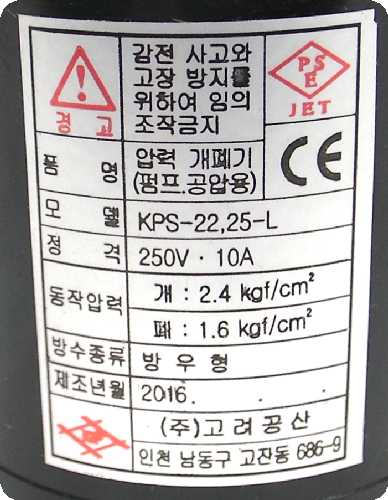 경고
감전 사고와
고장 방지를
위하여 임의
조작금지
PSE
JET
품명
압력 개폐기
(펌프.공압용)
CE
모델
KPS-22,25-L
정격
250V · 10A
동작압력
개 : 2.4 kgf/cm²
폐 : 1.6 kgf/cm²
방수종류
방 우 형
제조년월
2016.
(주)고려공산
인천 남동구 고잔동 686-9